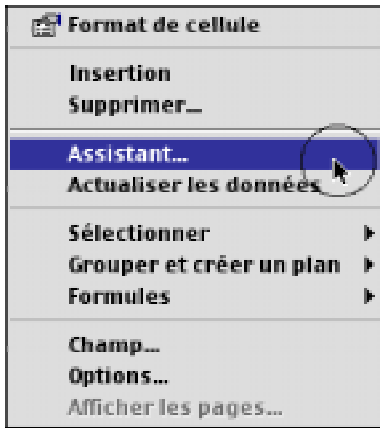 Format de cellule
Insertion
Supprimer...
Assistant...
Actualiser les données
Sélectionner
Grouper et créer un plan
Formules
Champ...
Options...
Afficher les pages...